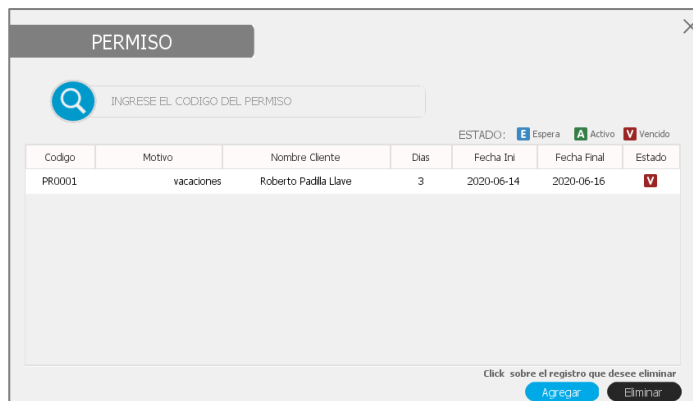 PERMISO
INGRESE EL CODIGO DEL PERMISO
ESTADO: E Espera A Activo V Vencido
Codigo Motivo Nombre Cliente Dias Fecha Ini Fecha Final Estado
PR0001 vacaciones Roberto Padilla Llave 3 2020-06-14 2020-06-16 V
Click sobre el registro que desee eliminar
Agregar Eliminar